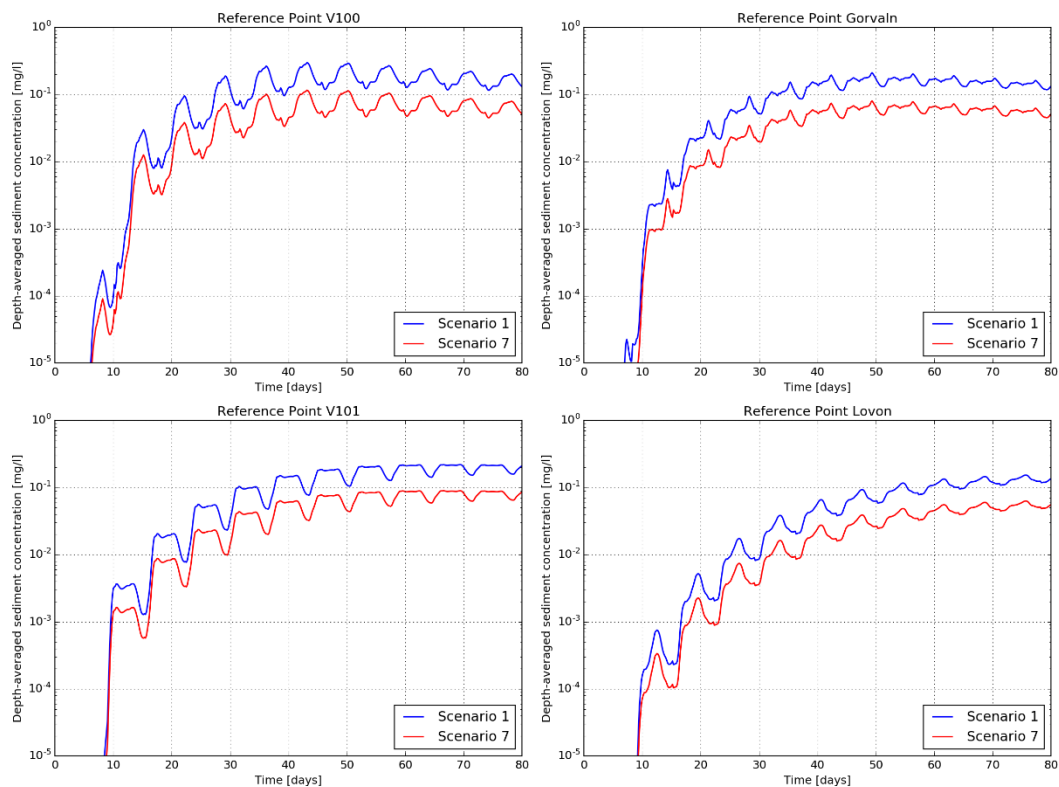 Reference Point V100
Depth-averaged sediment concentration [mg/l]
10^0
10^-1
10^-2
10^-3
10^-4
10^-5
Scenario 1
Scenario 7
0 10 20 30 40 50 60 70 80
Time [days]
Reference Point Gorvaln
Depth-averaged sediment concentration [mg/l]
10^0
10^-1
10^-2
10^-3
10^-4
10^-5
Scenario 1
Scenario 7
0 10 20 30 40 50 60 70 80
Time [days]
Reference Point V101
Depth-averaged sediment concentration [mg/l]
10^0
10^-1
10^-2
10^-3
10^-4
10^-5
Scenario 1
Scenario 7
0 10 20 30 40 50 60 70 80
Time [days]
Reference Point Lovon
Depth-averaged sediment concentration [mg/l]
10^0
10^-1
10^-2
10^-3
10^-4
10^-5
Scenario 1
Scenario 7
0 10 20 30 40 50 60 70 80
Time [days]